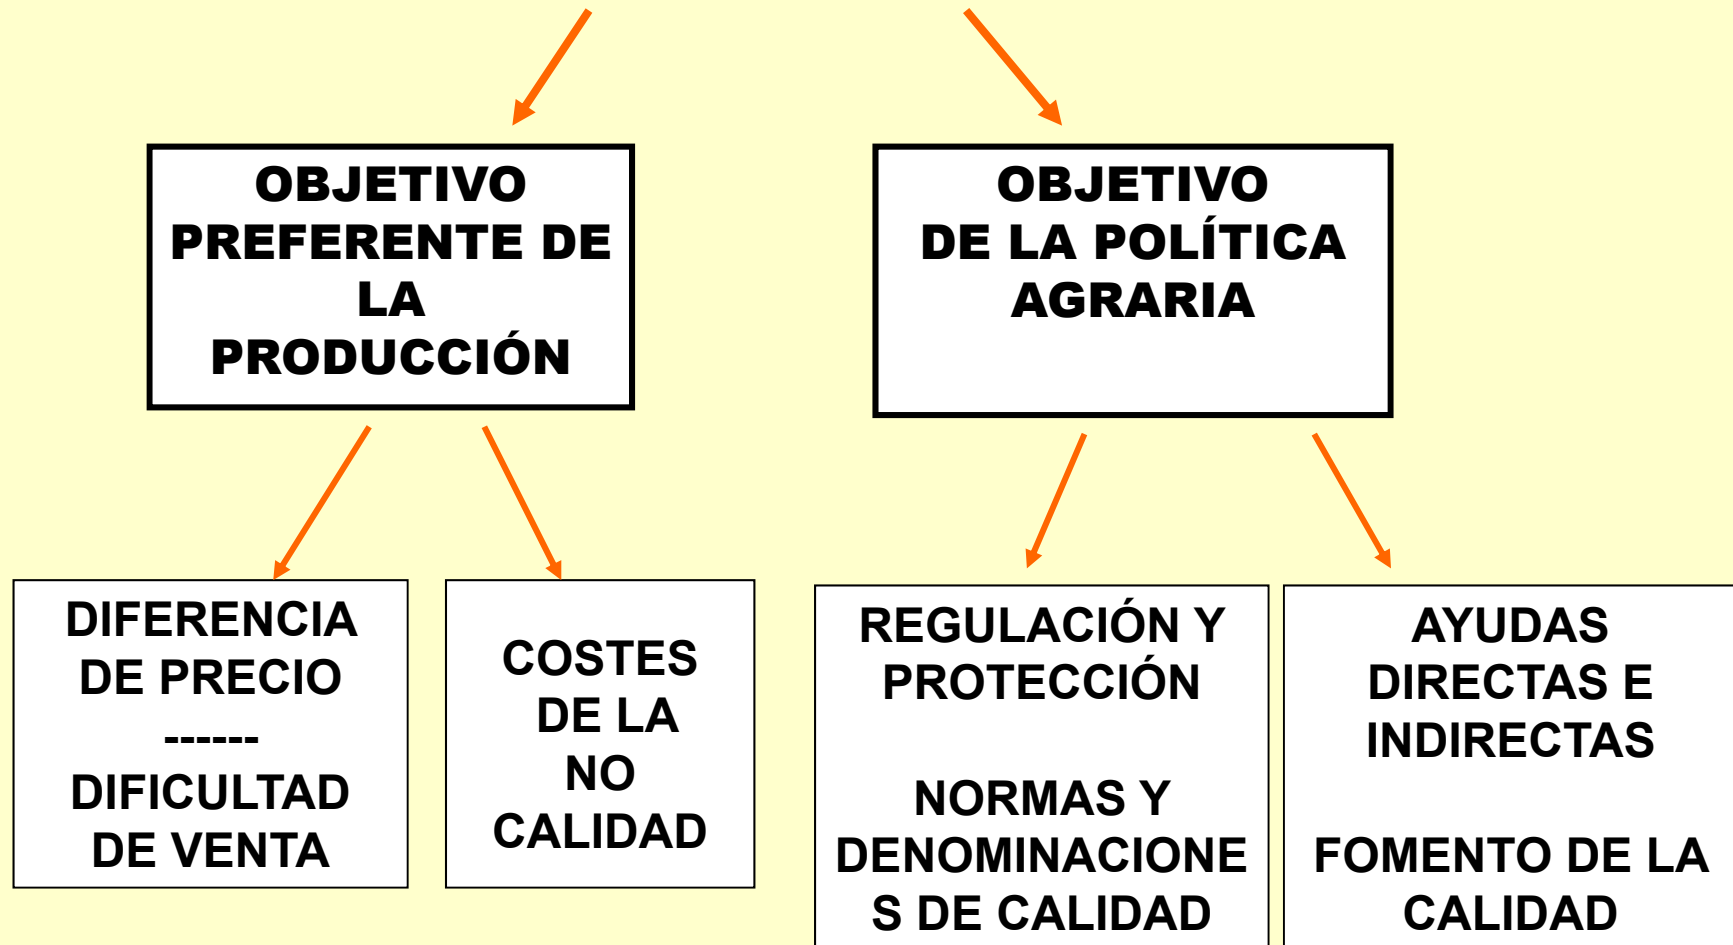 OBJETIVO
PREFERENTE DE
LA
PRODUCCIÓN
OBJETIVO
DE LA POLÍTICA
AGRARIA
DIFERENCIA
DE PRECIO
------
DIFICULTAD
DE VENTA
COSTES
DE LA
NO
CALIDAD
REGULACIÓN Y
PROTECCIÓN
NORMAS Y
DENOMINACIONE
S DE CALIDAD
AYUDAS
DIRECTAS E
INDIRECTAS
FOMENTO DE LA
CALIDAD